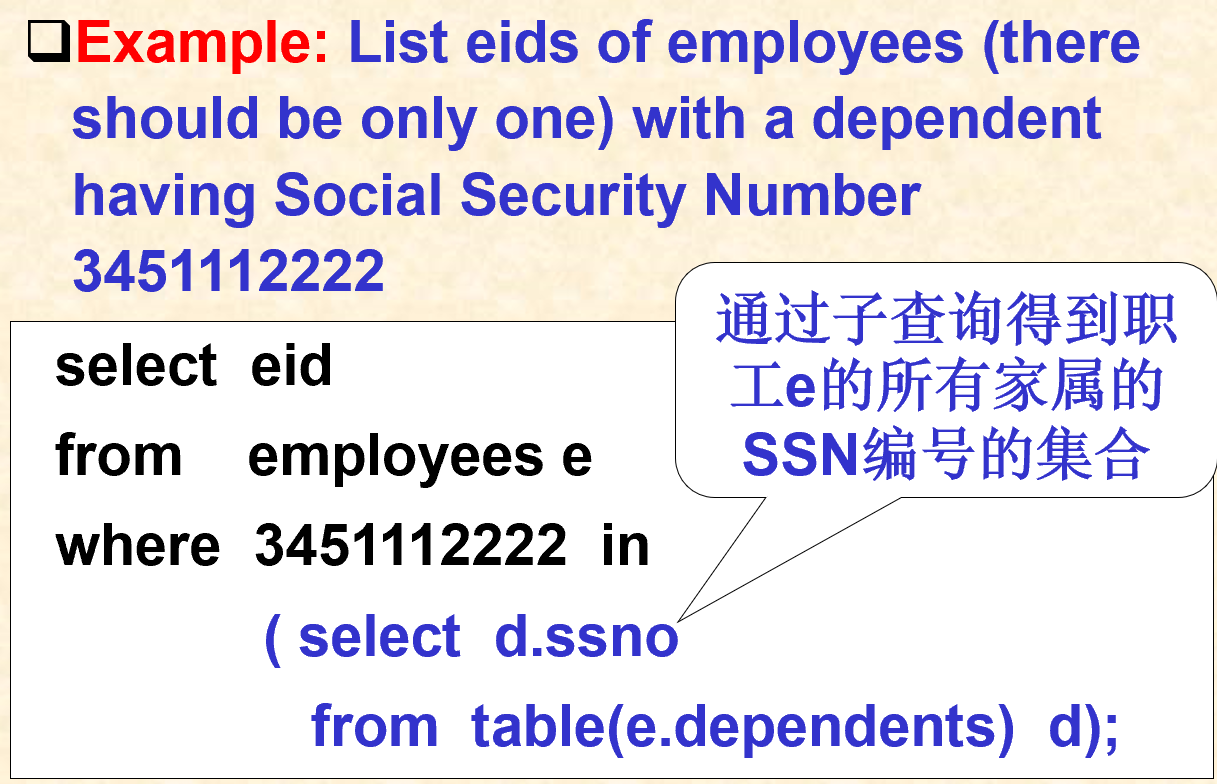 ❑Example: List eids of employees (there
should be only one) with a dependent
having Social Security Number
3451112222
通过子查询得到职
工e的所有家属的
SSN编号的集合
select eid
from employees e
where 3451112222 in
( select d.ssno
from table(e.dependents) d);